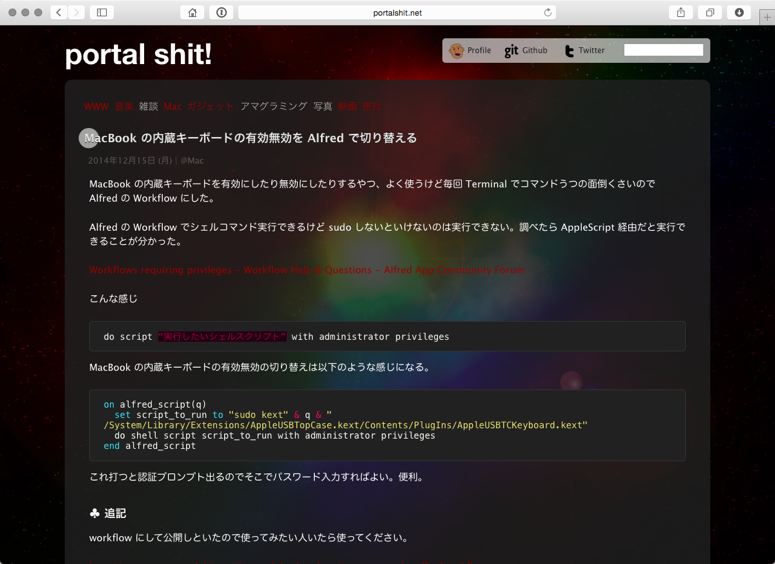 portalshit.net
portal shit!
Profile
git Github
Twitter
WWW 音楽 雑談 Mac ガジェット アマグラミング 写真 映画 旅行
MacBook の内蔵キーボードの有効無効を Alfred で切り替える
2014年12月15日 (月) | @Mac
MacBook の内蔵キーボードを有効にしたり無効にしたりするやつ、よく使うけど毎回 Terminal でコマンドうつの面倒くさいので
Alfred の Workflow にした。
Alfred の Workflow でシェルコマンド実行できるけど sudo しないといけないのは実行できない。調べたら AppleScript 経由だと実行で
きることが分かった。
Workflows requiring privileges - Workflow Help & Questions - Alfred App Community Forum
こんな感じ
do script "実行したいシェルスクリプト" with administrator privileges
MacBook の内蔵キーボードの有効無効の切り替えは以下のような感じになる。
on alfred_script(q)
set script_to_run to "sudo kext" & q & "
/System/Library/Extensions/AppleUSBTopCase.kext/Contents/PlugIns/AppleUSBTCKeyboard.kext"
do shell script script_to_run with administrator privileges
end alfred_script
これ打つと認証プロンプト出るのでそこでパスワード入力すればよい。便利。
♣ 追記
workflow にして公開しといたので使ってみたい人いたら使ってください。